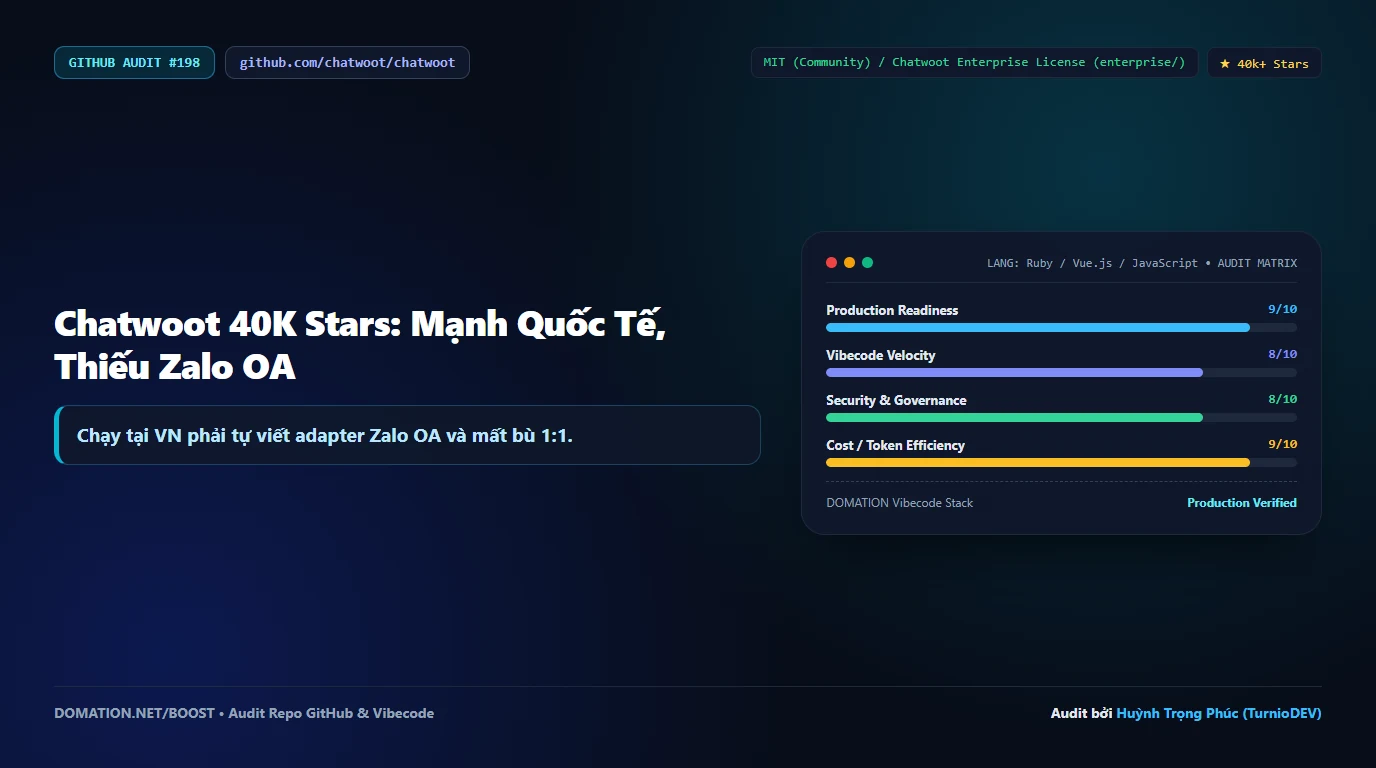 GITHUB AUDIT #198
github.com/chatwoot/chatwoot
MIT (Community) / Chatwoot Enterprise License (enterprise/)
★ 40k+ Stars
Chatwoot 40K Stars: Mạnh Quốc Tế,
Thiếu Zalo OA
Chạy tại VN phải tự viết adapter Zalo OA và mất bù 1:1.
LANG: Ruby / Vue.js / JavaScript • AUDIT MATRIX
Production Readiness 9/10
Vibecode Velocity 8/10
Security & Governance 8/10
Cost / Token Efficiency 9/10
DOMATION Vibecode Stack Production Verified
DOMATION.NET/BOOST • Audit Repo GitHub & Vibecode
Audit bởi Huỳnh Trọng Phúc (TurnioDEV)